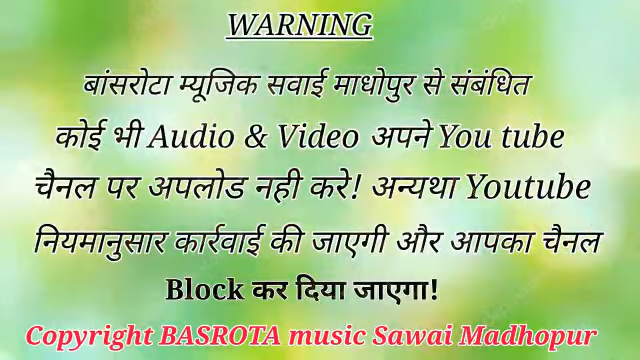 WARNING
बांसरोटा म्यूजिक सवाई माधोपुर से संबंधित
कोई भी Audio & Video अपने You tube
चैनल पर अपलोड नही करे! अन्यथा Youtube
नियमानुसार कार्रवाई की जाएगी और आपका चैनल
Block कर दिया जाएगा!
Copyright BASROTA music Sawai Madhopur